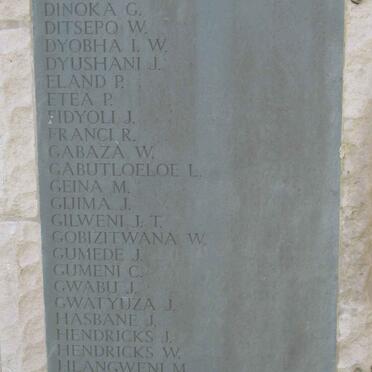 DINOKA G.
DITSEPO W.
DYOBHA I. W.
DYUSHANI J.
ELAND P.
ETEA P.
FIDYOLI J.
FRANCI R.
GABAZA W.
GABUTLOELOE L.
GEINA M.
GIJIMA J.
GILWENI J. T.
GOBIZITWANA W.
GUMEDE J.
GUMENI C.
GWABU J.
GWATYUZA J.
HASBANE J.
HENDRICKS J.
HENDRICKS W.
HLANGWENI M.